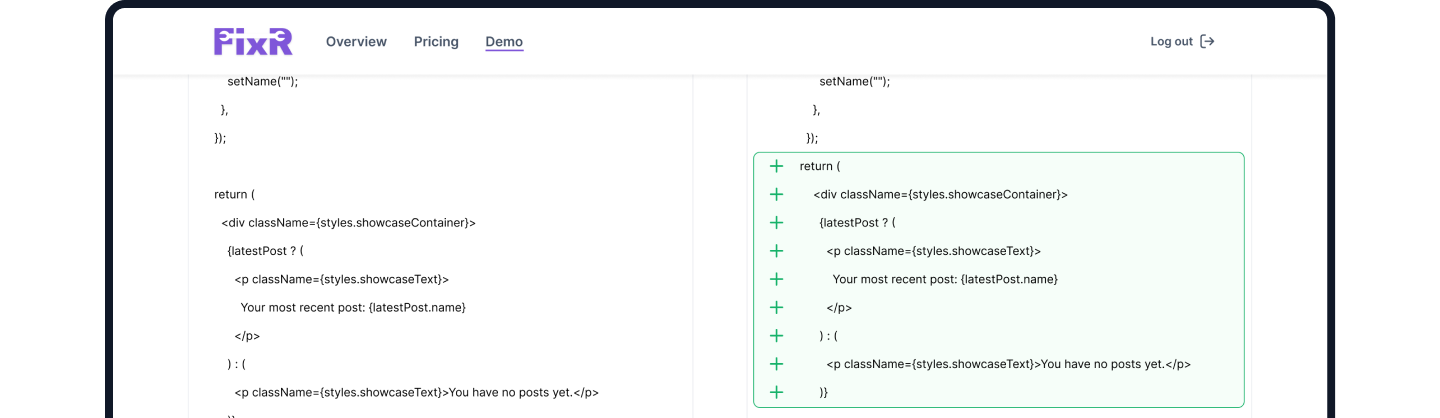 FixR Overview Pricing Demo Log out
setName("");
},
});
return (
<div className={styles.showcaseContainer}>
{latestPost ? (
<p className={styles.showcaseText}>
Your most recent post: {latestPost.name}
</p>
) : (
<p className={styles.showcaseText}>You have no posts yet.</p>
setName("");
},
});
+ return (
+ <div className={styles.showcaseContainer}>
+ {latestPost ? (
+ <p className={styles.showcaseText}>
+ Your most recent post: {latestPost.name}
+ </p>
+ ) : (
+ <p className={styles.showcaseText}>You have no posts yet.</p>
+ )}